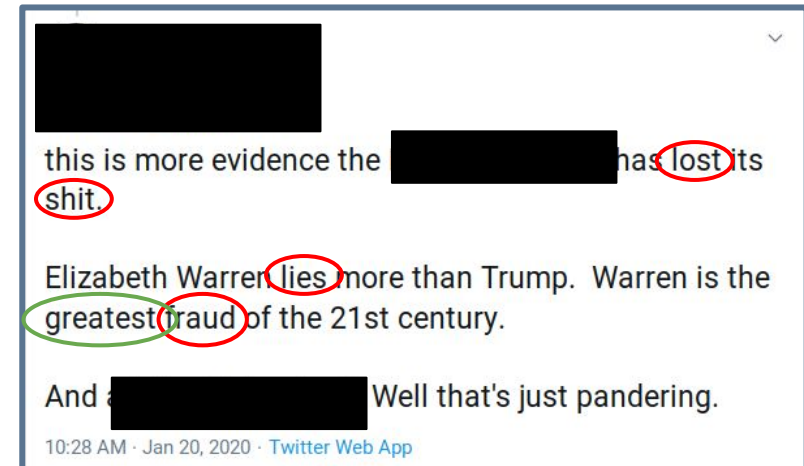 this is more evidence the has lost its
shit.
Elizabeth Warren lies more than Trump. Warren is the
greatest fraud of the 21st century.
And Well that's just pandering.
10:28 AM · Jan 20, 2020 · Twitter Web App